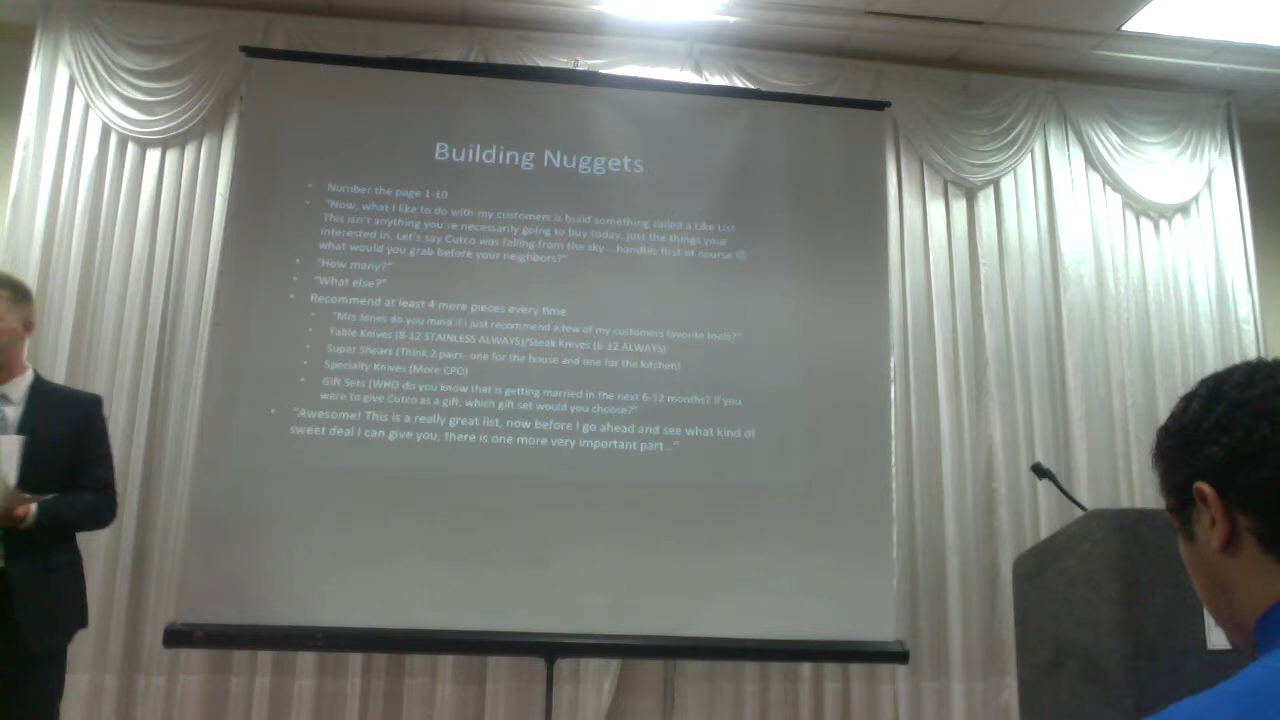 Building Nuggets
• Number the page 1-10
• "Now, what I like to do with my customers is build something called a Like List
This isn't anything you're necessarily going to buy today, just the things your
interested in. Let's say Cutco was falling from the sky....handles first of course ☺
what would you grab before your neighbors?"
• "How many?"
• "What else?"
• Recommend at least 4 more pieces every time
• "Mrs Jones do you mind if I just recommend a few of my customers favorite tools?"
• Table Knives (8-12 STAINLESS ALWAYS)/Steak Knives (6-12 ALWAYS)
• Super Shears (Think 2 pairs- one for the house and one for the kitchen!
• Specialty Knives (More CPO)
• Gift Sets (WHO do you know that is getting married in the next 6-12 months? If you
were to give Cutco as a gift, which gift set would you choose?"
• "Awesome! This is a really great list, now before I go ahead and see what kind of
sweet deal I can give you, there is one more very important part..."